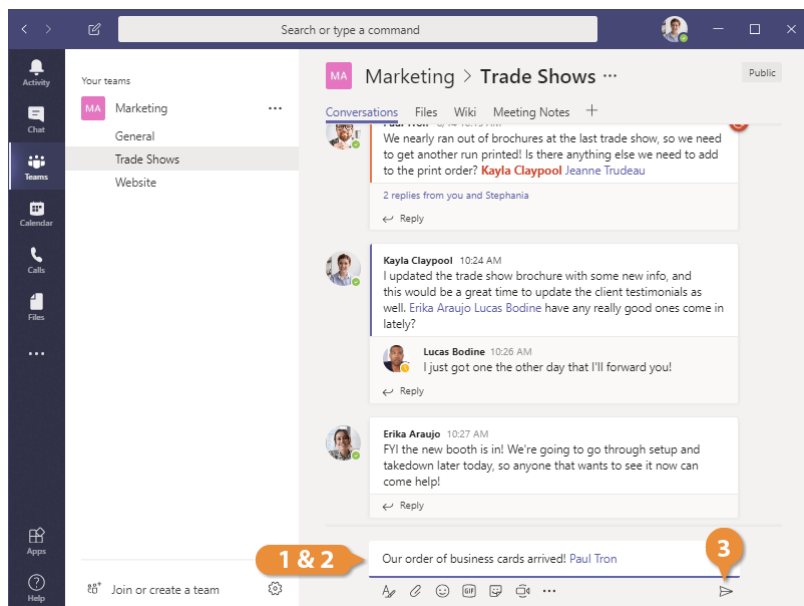 Search or type a command
Activity
Chat
Teams
Calendar
Calls
Files
Apps
Help
Your teams
MA Marketing
General
Trade Shows
Website
Join or create a team
MA Marketing > Trade Shows
Public
Conversations Files Wiki Meeting Notes +
Paul Tron
We nearly ran out of brochures at the last trade show, so we need
to get another run printed! Is there anything else we need to add
to the print order? Kayla Claypool Jeanne Trudeau
2 replies from you and Stephania
Reply
Kayla Claypool 10:24 AM
I updated the trade show brochure with some new info, and
this would be a great time to update the client testimonials as
well. Erika Araujo Lucas Bodine have any really good ones come in
lately?
Lucas Bodine 10:26 AM
I just got one the other day that I'll forward you!
Reply
Erika Araujo 10:27 AM
FYI the new booth is in! We're going to go through setup and
takedown later today, so anyone that wants to see it now can
come help!
Reply
1 & 2
Our order of business cards arrived! Paul Tron
3
GIF